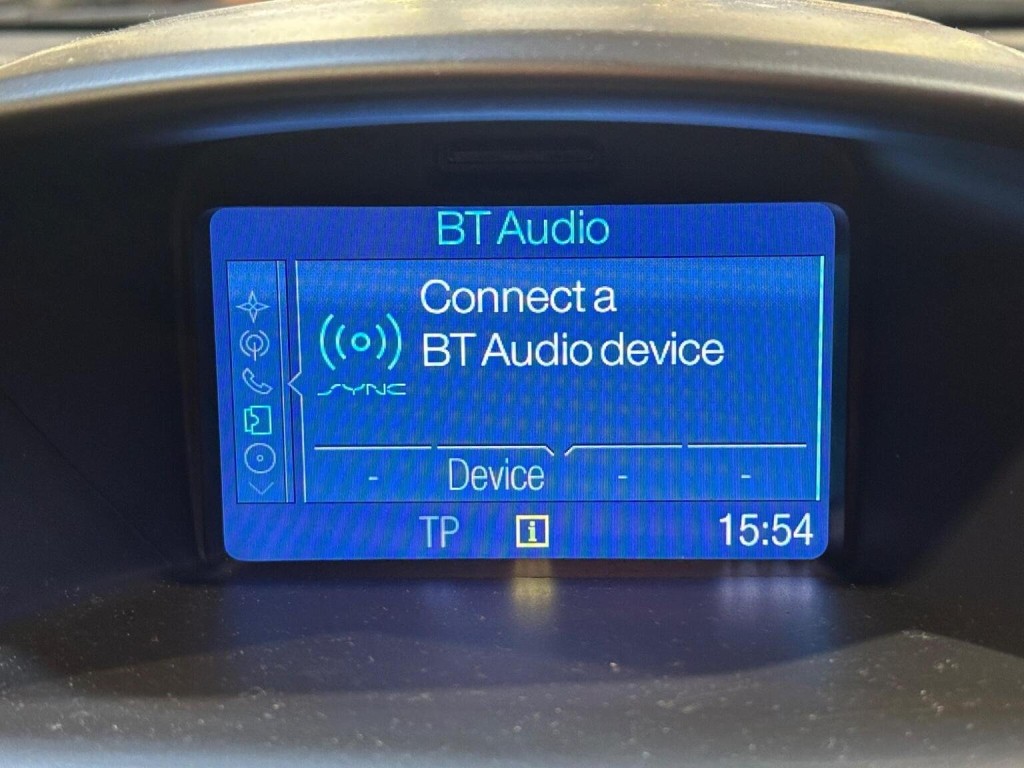 BT Audio
Connect a
BT Audio device
SYNC
- Device - -
TP i 15:54